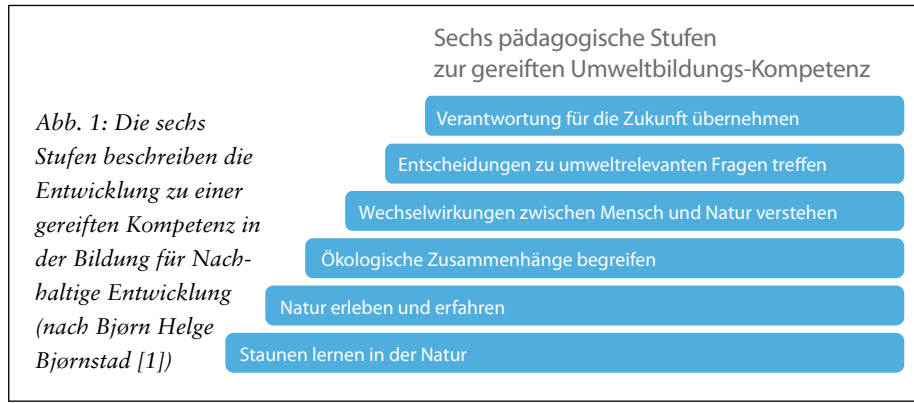 Sechs pädagogische Stufen
zur gereiften Umweltbildungs-Kompetenz
Abb. 1: Die sechs
Stufen beschreiben die
Entwicklung zu einer
gereiften Kompetenz in
der Bildung für Nach-
haltige Entwicklung
(nach Bjørn Helge
Bjørnstad [1])
Verantwortung für die Zukunft übernehmen
Entscheidungen zu umweltrelevanten Fragen treffen
Wechselwirkungen zwischen Mensch und Natur verstehen
Ökologische Zusammenhänge begreifen
Natur erleben und erfahren
Staunen lernen in der Natur